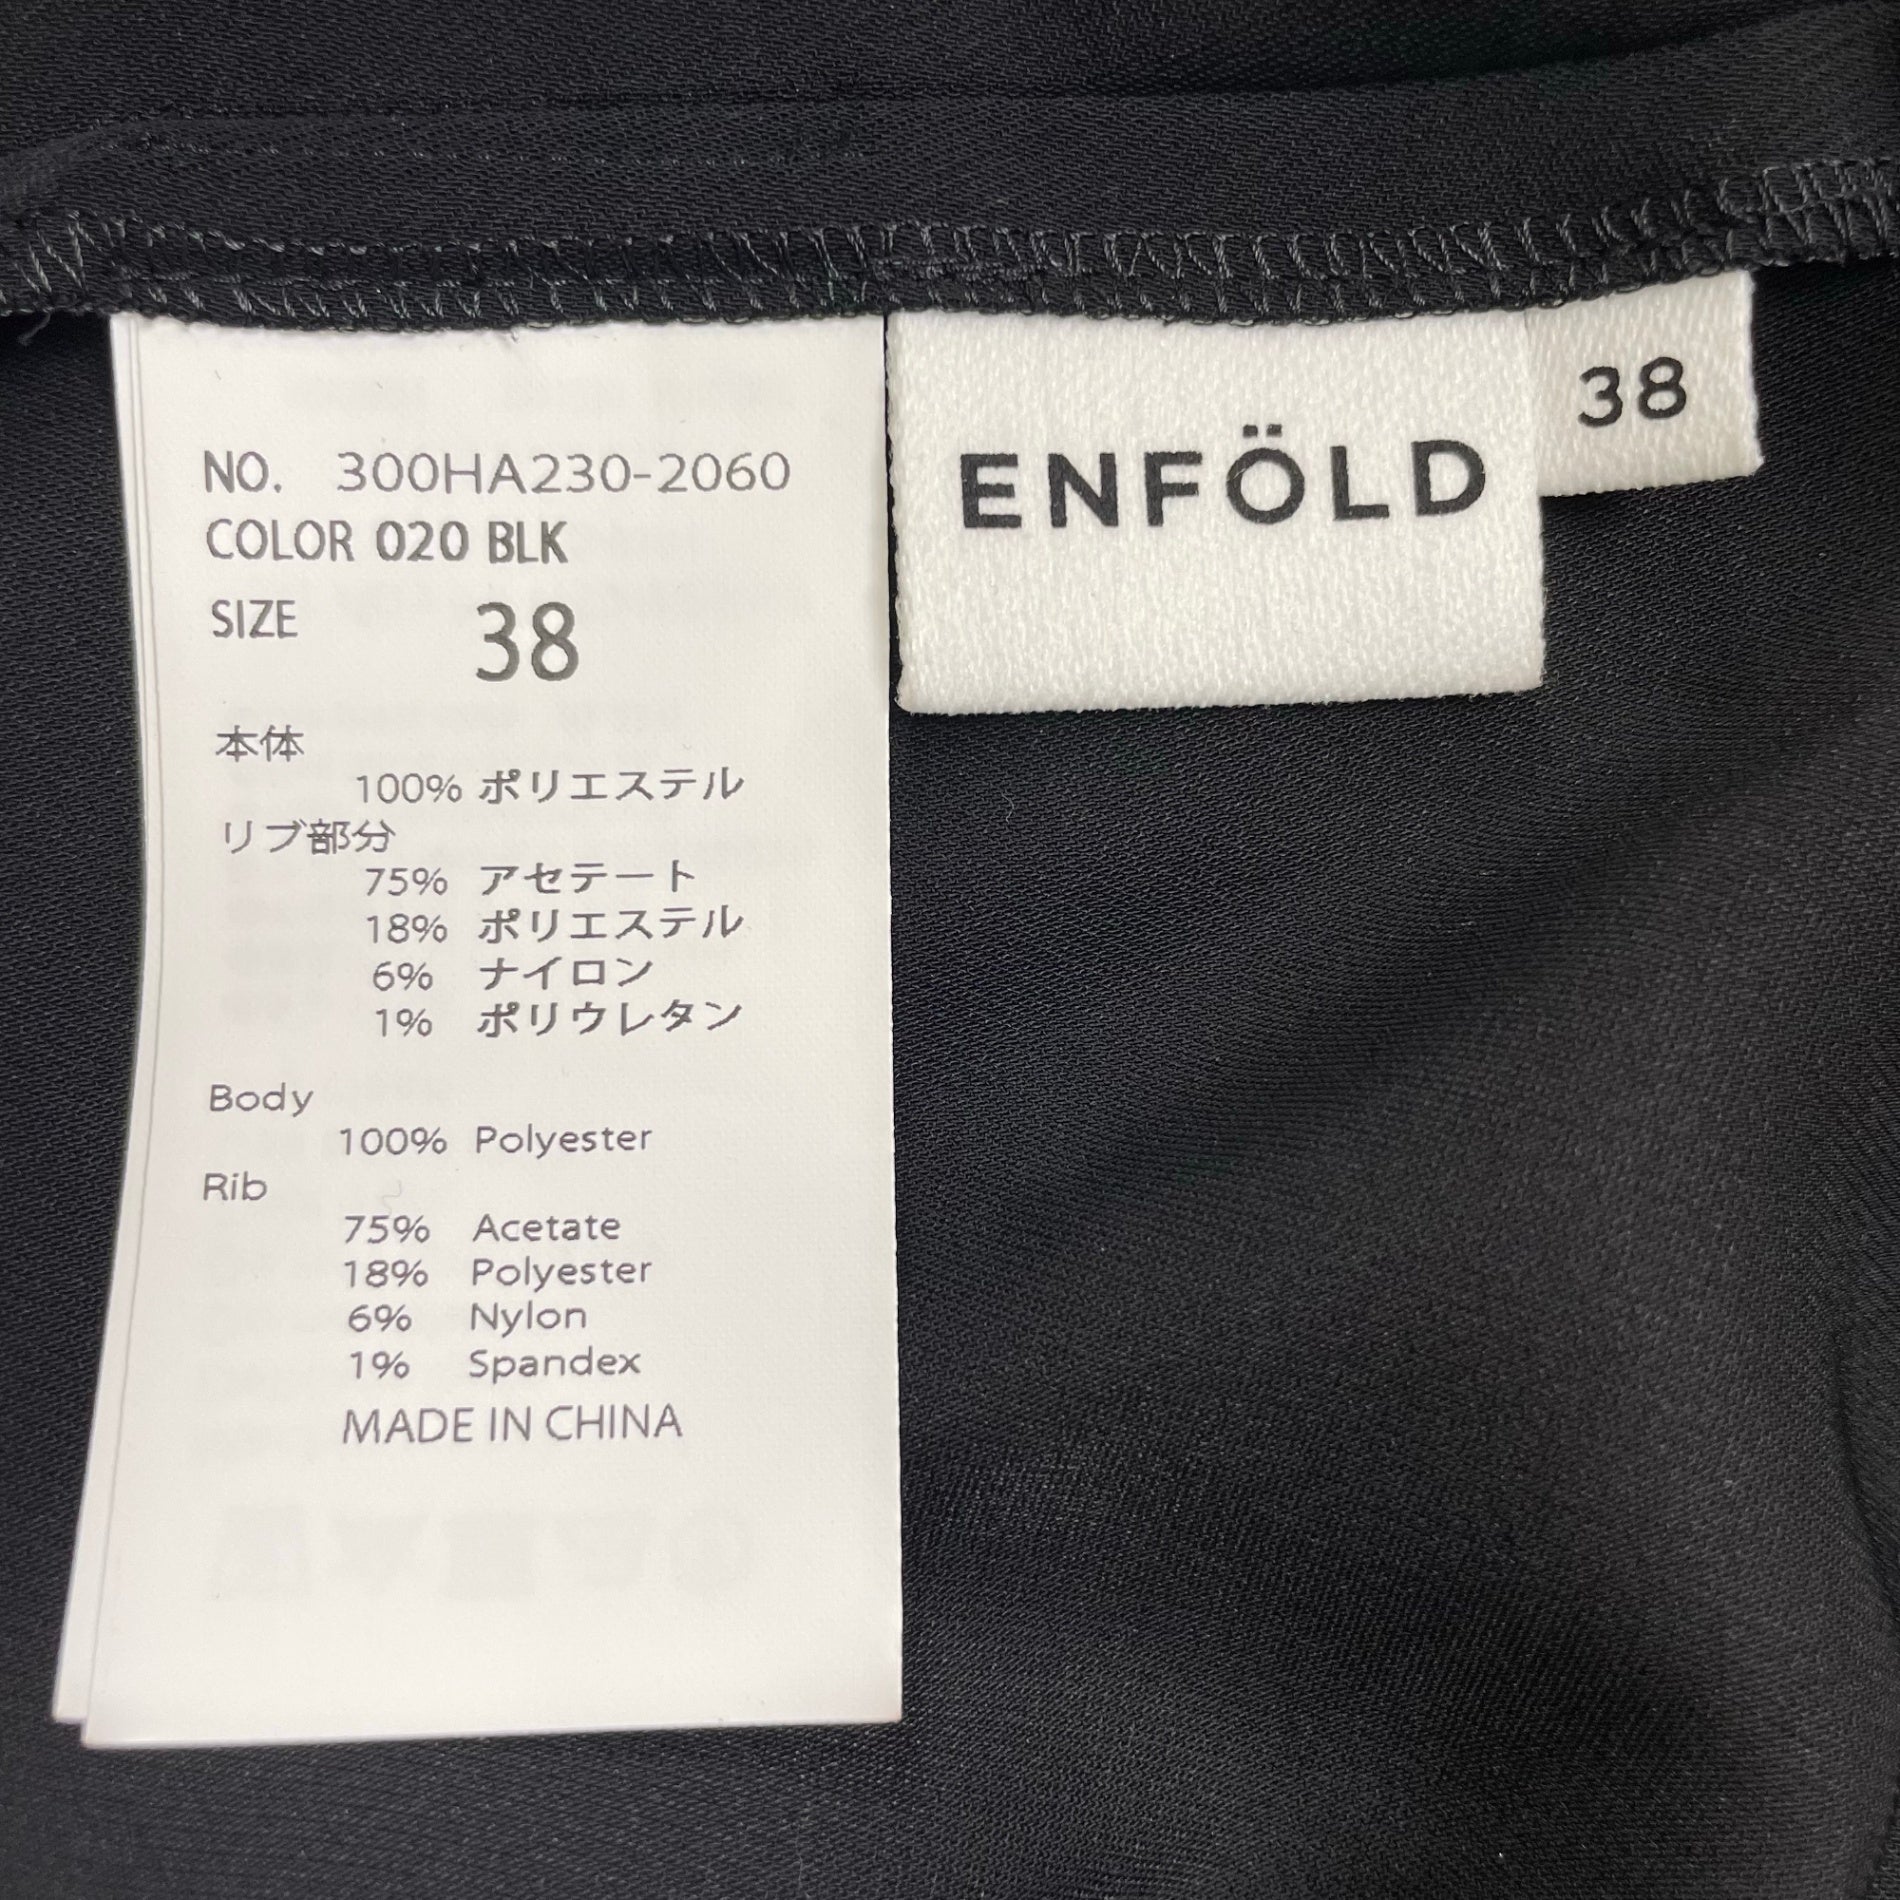 NO. 300HA230-2060
COLOR 020 BLK
SIZE 38
本体
100% ポリエステル
リブ部分
75% アセテート
18% ポリエステル
6% ナイロン
1% ポリウレタン
Body
100% Polyester
Rib
75% Acetate
18% Polyester
6% Nylon
1% Spandex
MADE IN CHINA
ENFÖLD
38